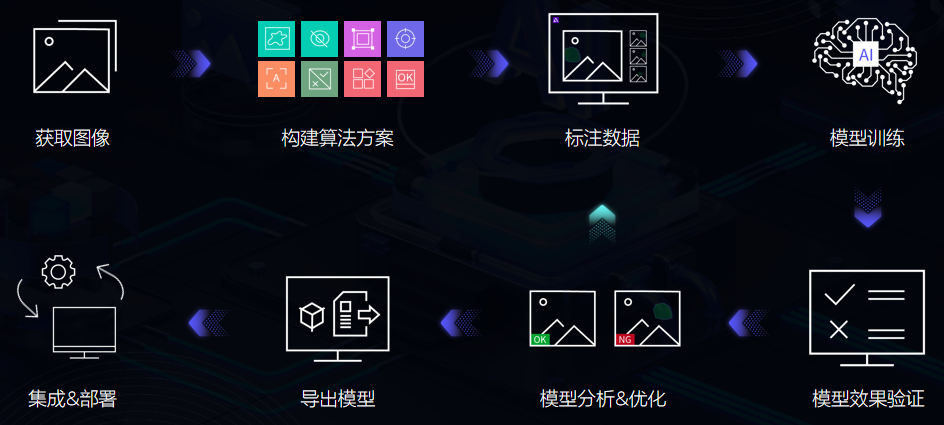 A
OK
AI
获取图像
构建算法方案
标注数据
模型训练
OK
NG
集成&部署
导出模型
模型分析&优化
模型效果验证